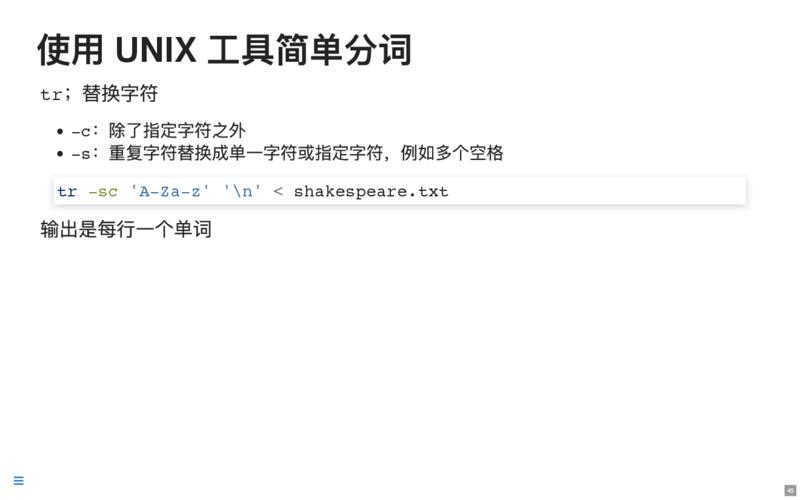 使用 UNIX 工具简单分词
tr；替换字符
-c：除了指定字符之外
-s：重复字符替换成单一字符或指定字符，例如多个空格
tr -sc 'A-Za-z' '\n' < shakespeare.txt
输出是每行一个单词
45